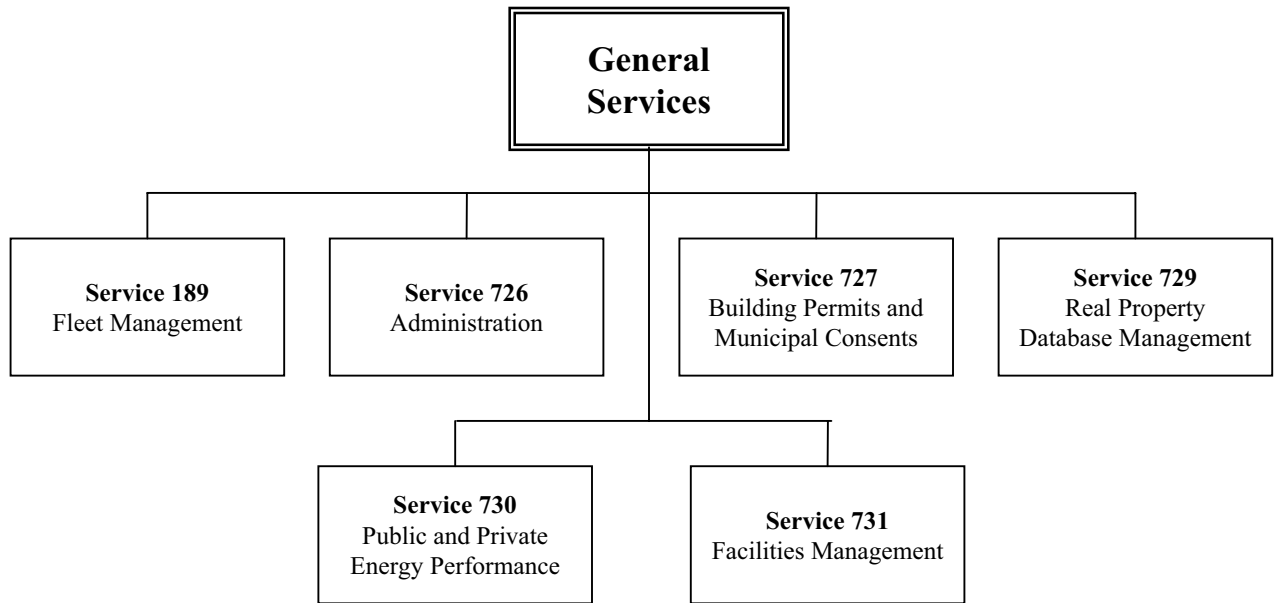 General
Services
Service 189
Fleet Management
Service 726
Administration
Service 727
Building Permits and
Municipal Consents
Service 729
Real Property
Database Management
Service 730
Public and Private
Energy Performance
Service 731
Facilities Management